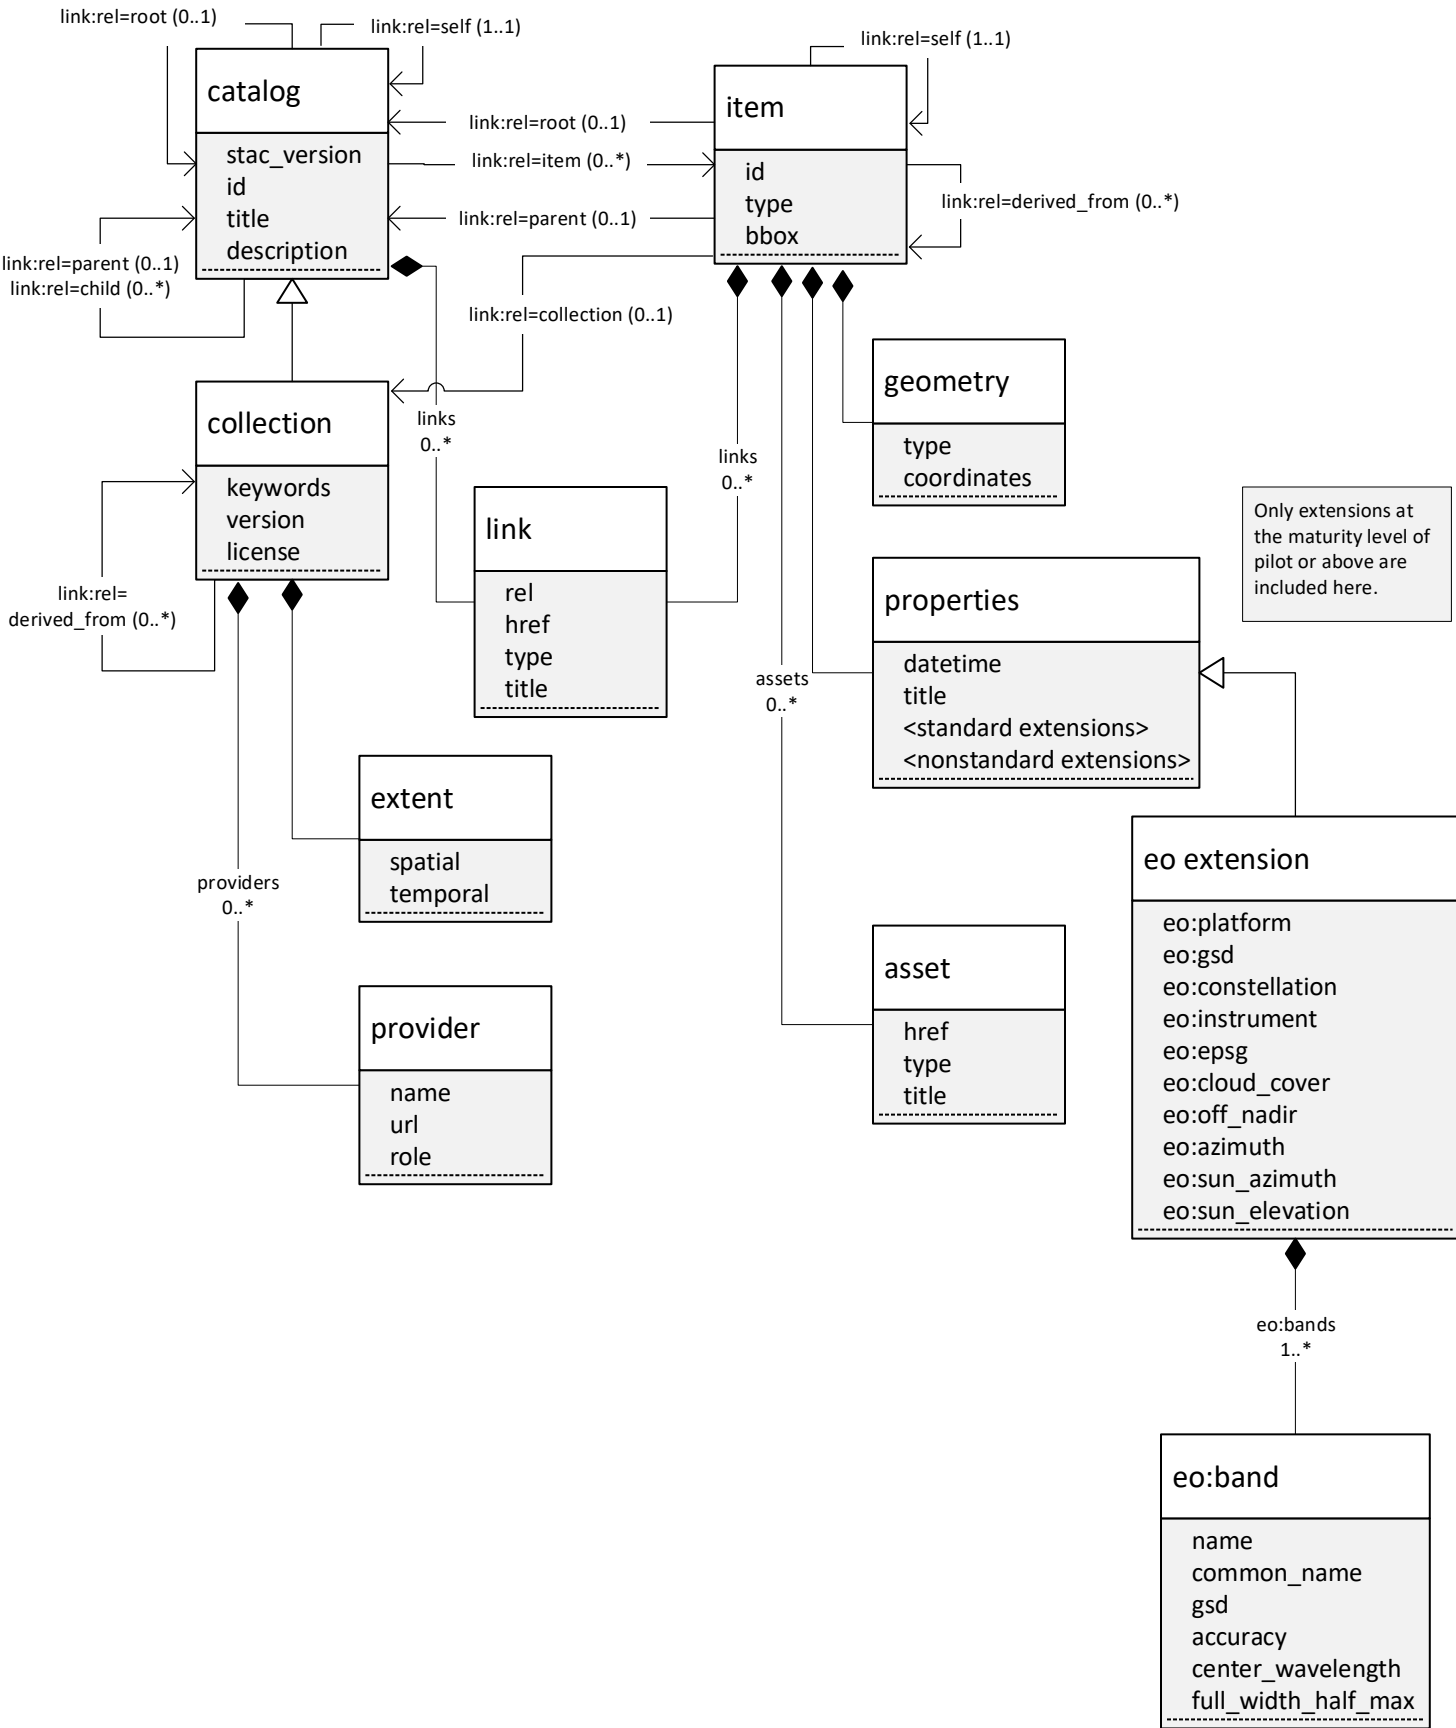 link:rel=root (0..1)
link:rel=self (1..1)
link:rel=self (1..1)
catalog
stac_version
id
title
description
link:rel=root (0..1)
link:rel=item (0..*)
link:rel=parent (0..1)
item
id
type
bbox
link:rel=derived_from (0..*)
link:rel=parent (0..1)
link:rel=child (0..*)
link:rel=collection (0..1)
collection
keywords
version
license
link:rel=
derived_from (0..*)
links
0..*
links
0..*
geometry
type
coordinates
link
rel
href
type
title
Only extensions at
the maturity level of
pilot or above are
included here.
properties
datetime
title
<standard extensions>
<nonstandard extensions>
assets
0..*
extent
spatial
temporal
providers
0..*
provider
name
url
role
asset
href
type
title
eo extension
eo:platform
eo:gsd
eo:constellation
eo:instrument
eo:epsg
eo:cloud_cover
eo:off_nadir
eo:azimuth
eo:sun_azimuth
eo:sun_elevation
eo:bands
1..*
eo:band
name
common_name
gsd
accuracy
center_wavelength
full_width_half_max